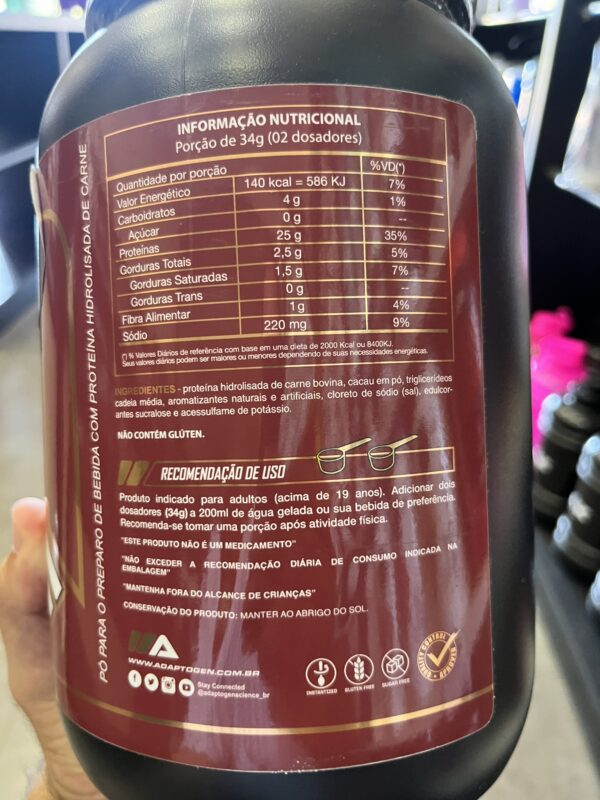 PÓ PARA O PREPARO DE BEBIDA COM PROTEÍNA HIDROLISADA DE CARNE
INFORMAÇÃO NUTRICIONAL
Porção de 34g (02 dosadores)
Quantidade por porção %VD(*)
Valor Energético 140 kcal = 586 KJ 7%
Carboidratos 4 g 1%
Açúcar 0 g --
Proteínas 25 g 35%
Gorduras Totais 2,5 g 5%
Gorduras Saturadas 1,5 g 7%
Gorduras Trans 0 g --
Fibra Alimentar 1 g 4%
Sódio 220 mg 9%
(*) % Valores Diários de referência com base em uma dieta de 2000 Kcal ou 8400KJ.
Seus valores diários podem ser maiores ou menores dependendo de suas necessidades energéticas.
INGREDIENTES - proteína hidrolisada de carne bovina, cacau em pó, triglicerídeos
cadeia média, aromatizantes naturais e artificiais, cloreto de sódio (sal), edulcor-
antes sucralose e acessulfame de potássio.
NÃO CONTÉM GLÚTEN.
RECOMENDAÇÃO DE USO
Produto indicado para adultos (acima de 19 anos). Adicionar dois
dosadores (34g) a 200ml de água gelada ou sua bebida de preferência.
Recomenda-se tomar uma porção após atividade física.
"ESTE PRODUTO NÃO É UM MEDICAMENTO"
"NÃO EXCEDER A RECOMENDAÇÃO DIÁRIA DE CONSUMO INDICADA NA
EMBALAGEM"
"MANTENHA FORA DO ALCANCE DE CRIANÇAS"
CONSERVAÇÃO DO PRODUTO: MANTER AO ABRIGO DO SOL.
WWW.ADAPTOGEN.COM.BR
Stay Connected
@adaptogenscience_br
INSTANTIZED
GLUTEN FREE
SUGAR FREE
QUALITY CONTROL
APPROVED